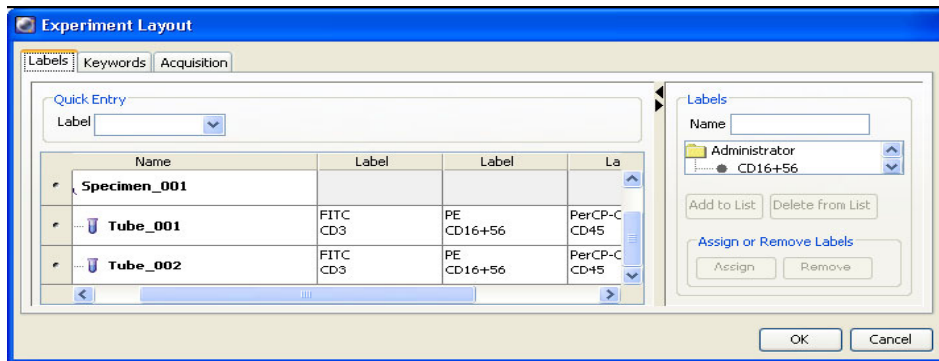 Experiment Layout
Labels Keywords Acquisition
Quick Entry
Label
Name Label Label La
Specimen_001
Tube_001 FITC CD3 PE CD16+56 PerCP-C CD45
Tube_002 FITC CD3 PE CD16+56 PerCP-C CD45
Labels
Name
Administrator
CD16+56
Add to List Delete from List
Assign or Remove Labels
Assign Remove
OK Cancel